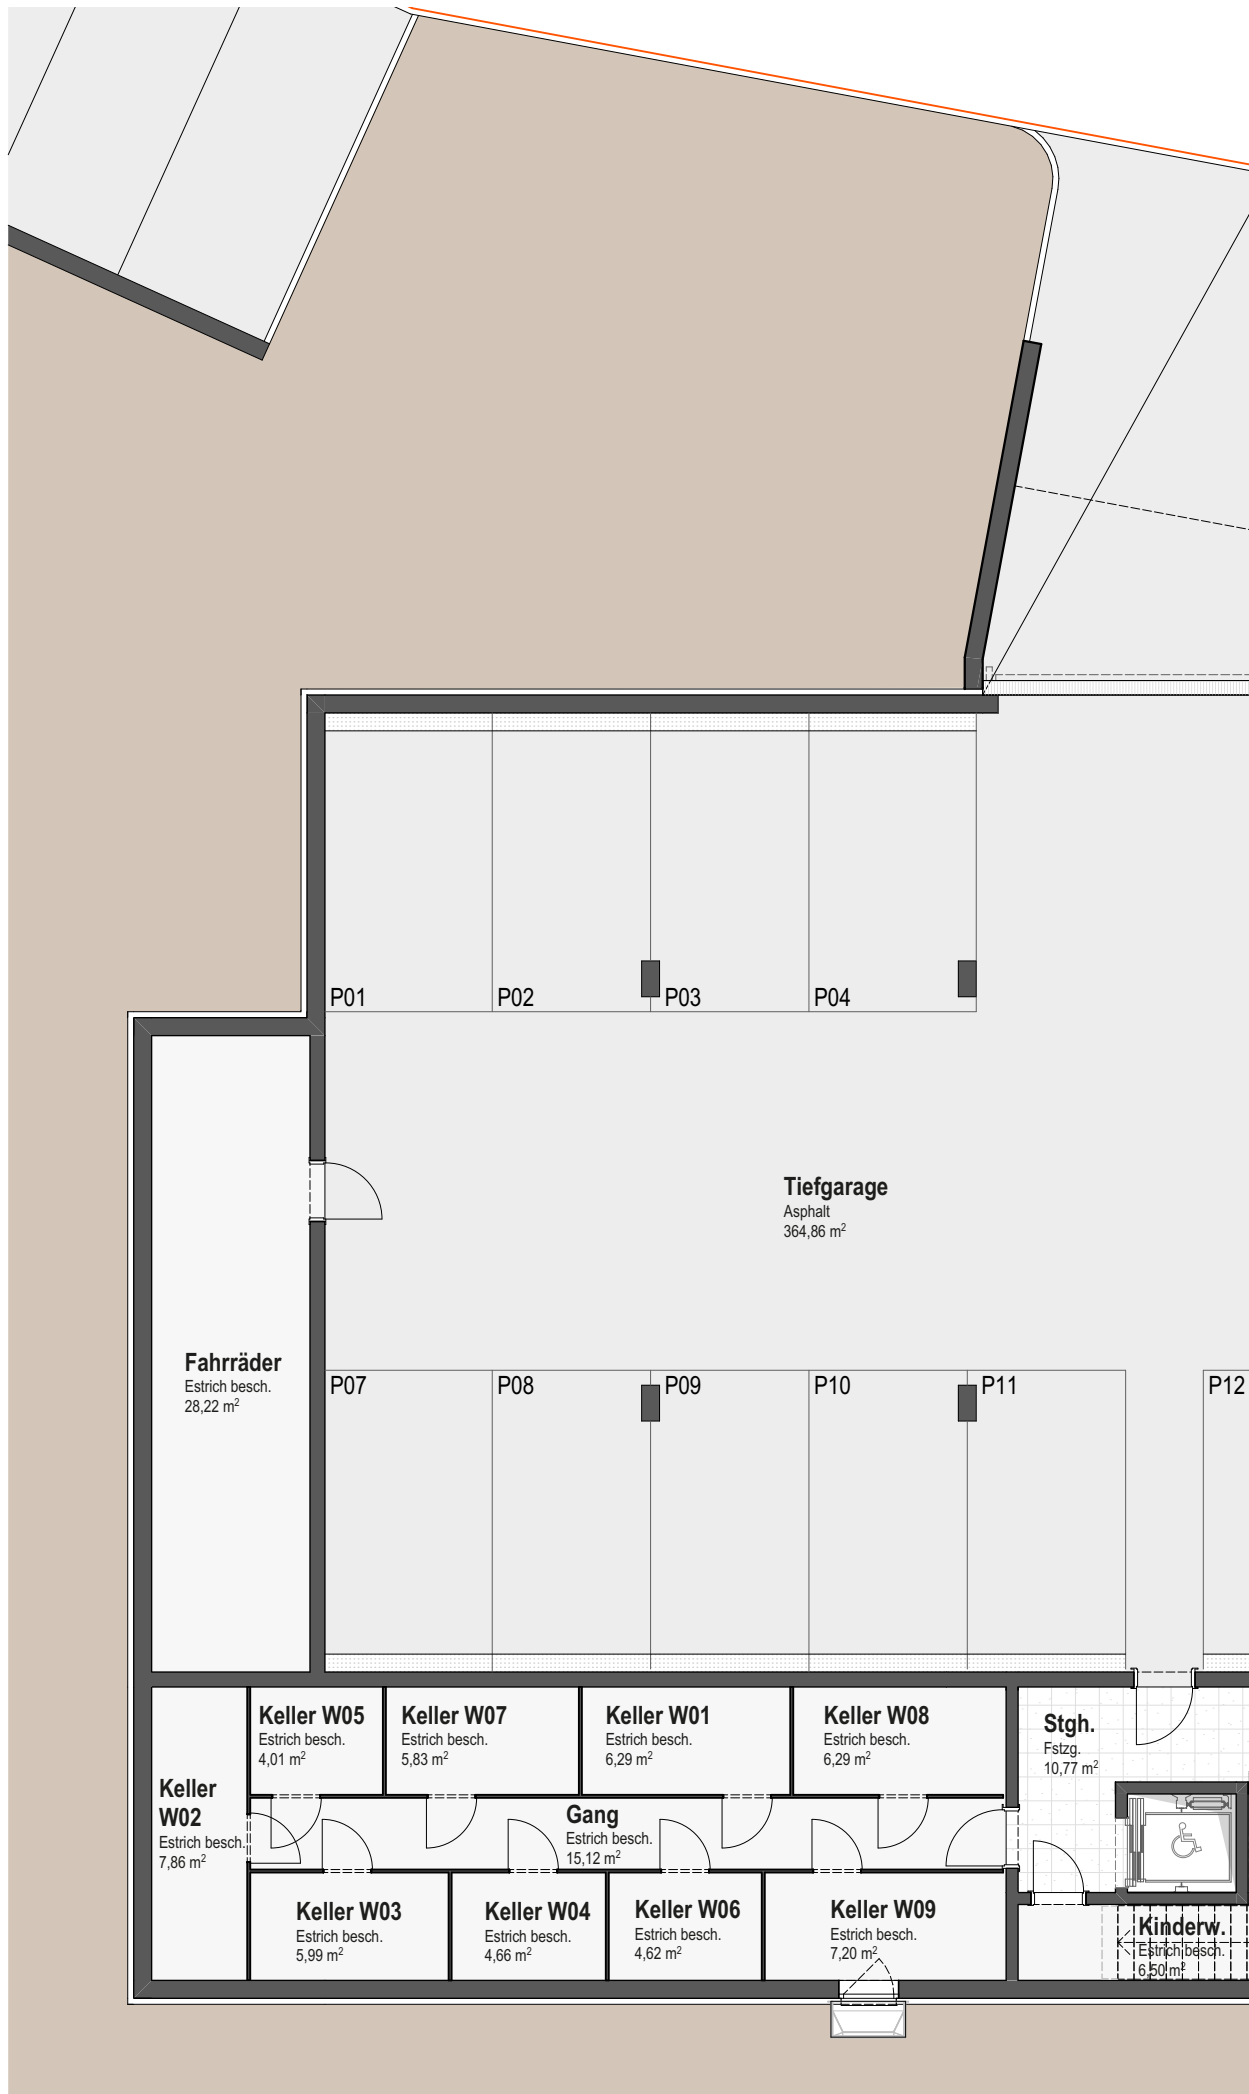 P01
P02
P03
P04
Tiefgarage
Asphalt
364,86 m²
Fahrräder
Estrich besch.
28,22 m²
P07
P08
P09
P10
P11
P12
Keller W05
Estrich besch.
4,01 m²
Keller W07
Estrich besch.
5,83 m²
Keller W01
Estrich besch.
6,29 m²
Keller W08
Estrich besch.
6,29 m²
Stgh.
Fstzg.
10,77 m²
Keller
W02
Estrich besch.
7,86 m²
Gang
Estrich besch.
15,12 m²
Keller W03
Estrich besch.
5,99 m²
Keller W04
Estrich besch.
4,66 m²
Keller W06
Estrich besch.
4,62 m²
Keller W09
Estrich besch.
7,20 m²
Kinderw.
Estrich besch.
6,50 m²